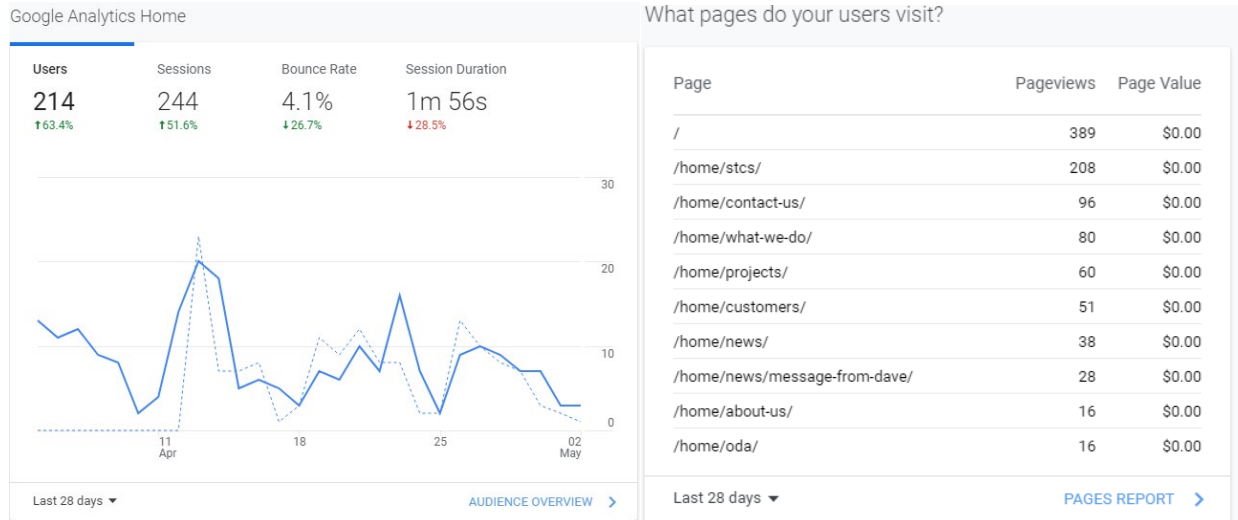 Google Analytics Home
Users Sessions Bounce Rate Session Duration
214 244 4.1% 1m 56s
↑63.4% ↑51.6% ↓26.7% ↓28.5%
30
20
10
0
11 18 25 02
Apr May
Last 28 days AUDIENCE OVERVIEW
What pages do your users visit?
Page Pageviews Page Value
/ 389 $0.00
/home/stcs/ 208 $0.00
/home/contact-us/ 96 $0.00
/home/what-we-do/ 80 $0.00
/home/projects/ 60 $0.00
/home/customers/ 51 $0.00
/home/news/ 38 $0.00
/home/news/message-from-dave/ 28 $0.00
/home/about-us/ 16 $0.00
/home/oda/ 16 $0.00
Last 28 days PAGES REPORT